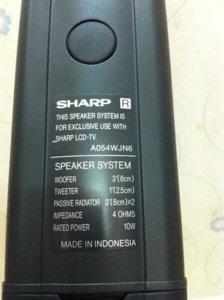 SHARP R
THIS SPEAKER SYSTEM IS
FOR EXCLUSIVE USE WITH
SHARP LCD-TV.
A054WJN6
SPEAKER SYSTEM
WOOFER 3"(8cm)
TWEETER 1"(2.5cm)
PASSIVE RADIATOR 3"(8cm)×2
IMPEDANCE 4 OHMS
RATED POWER 10W
MADE IN INDONESIA